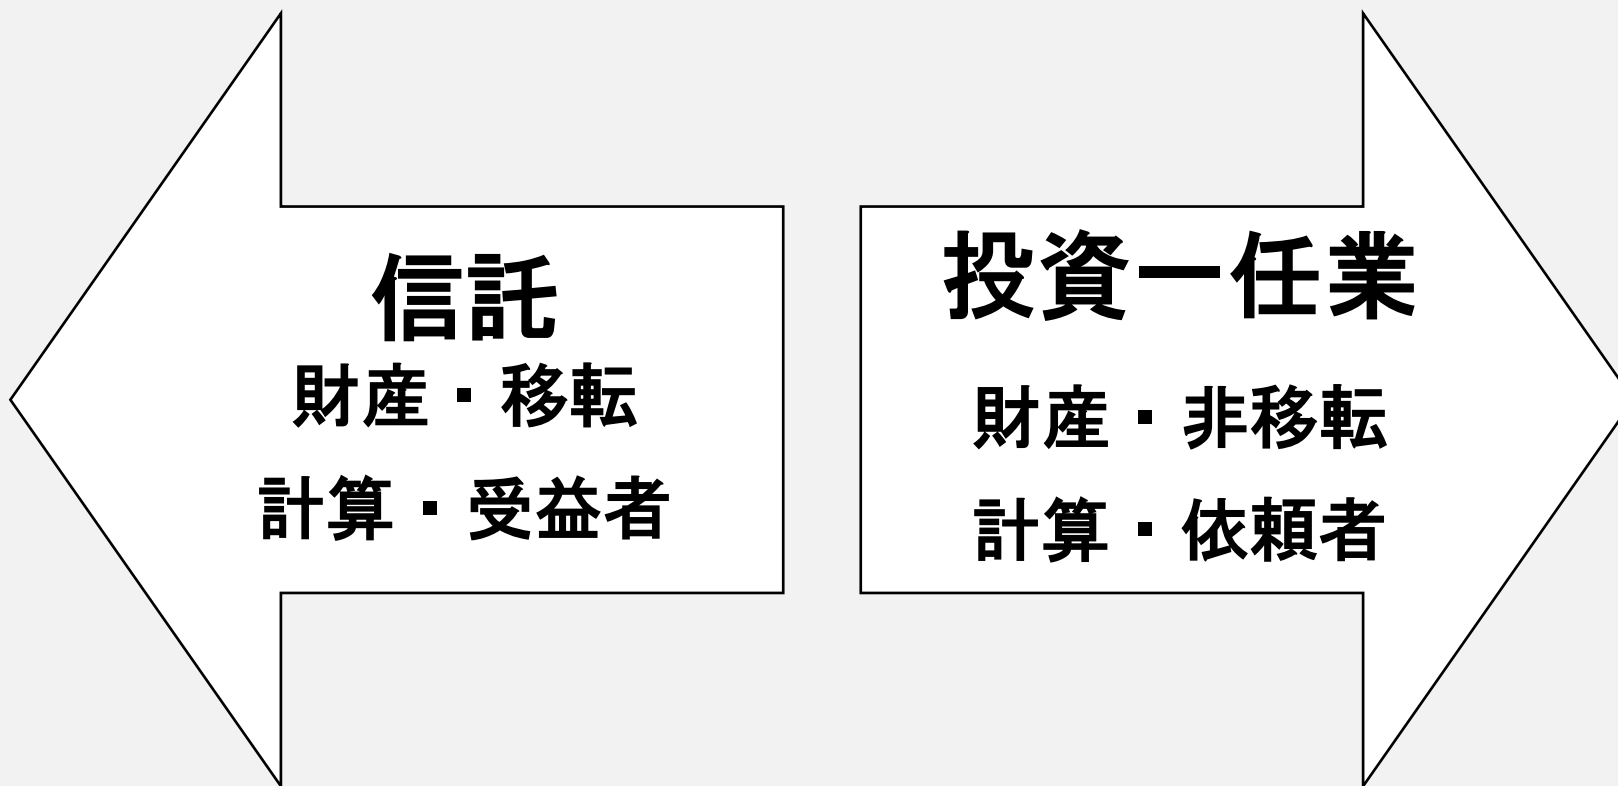 信託
財産・移転
計算・受益者
投資一任業
財産・非移転
計算・依頼者